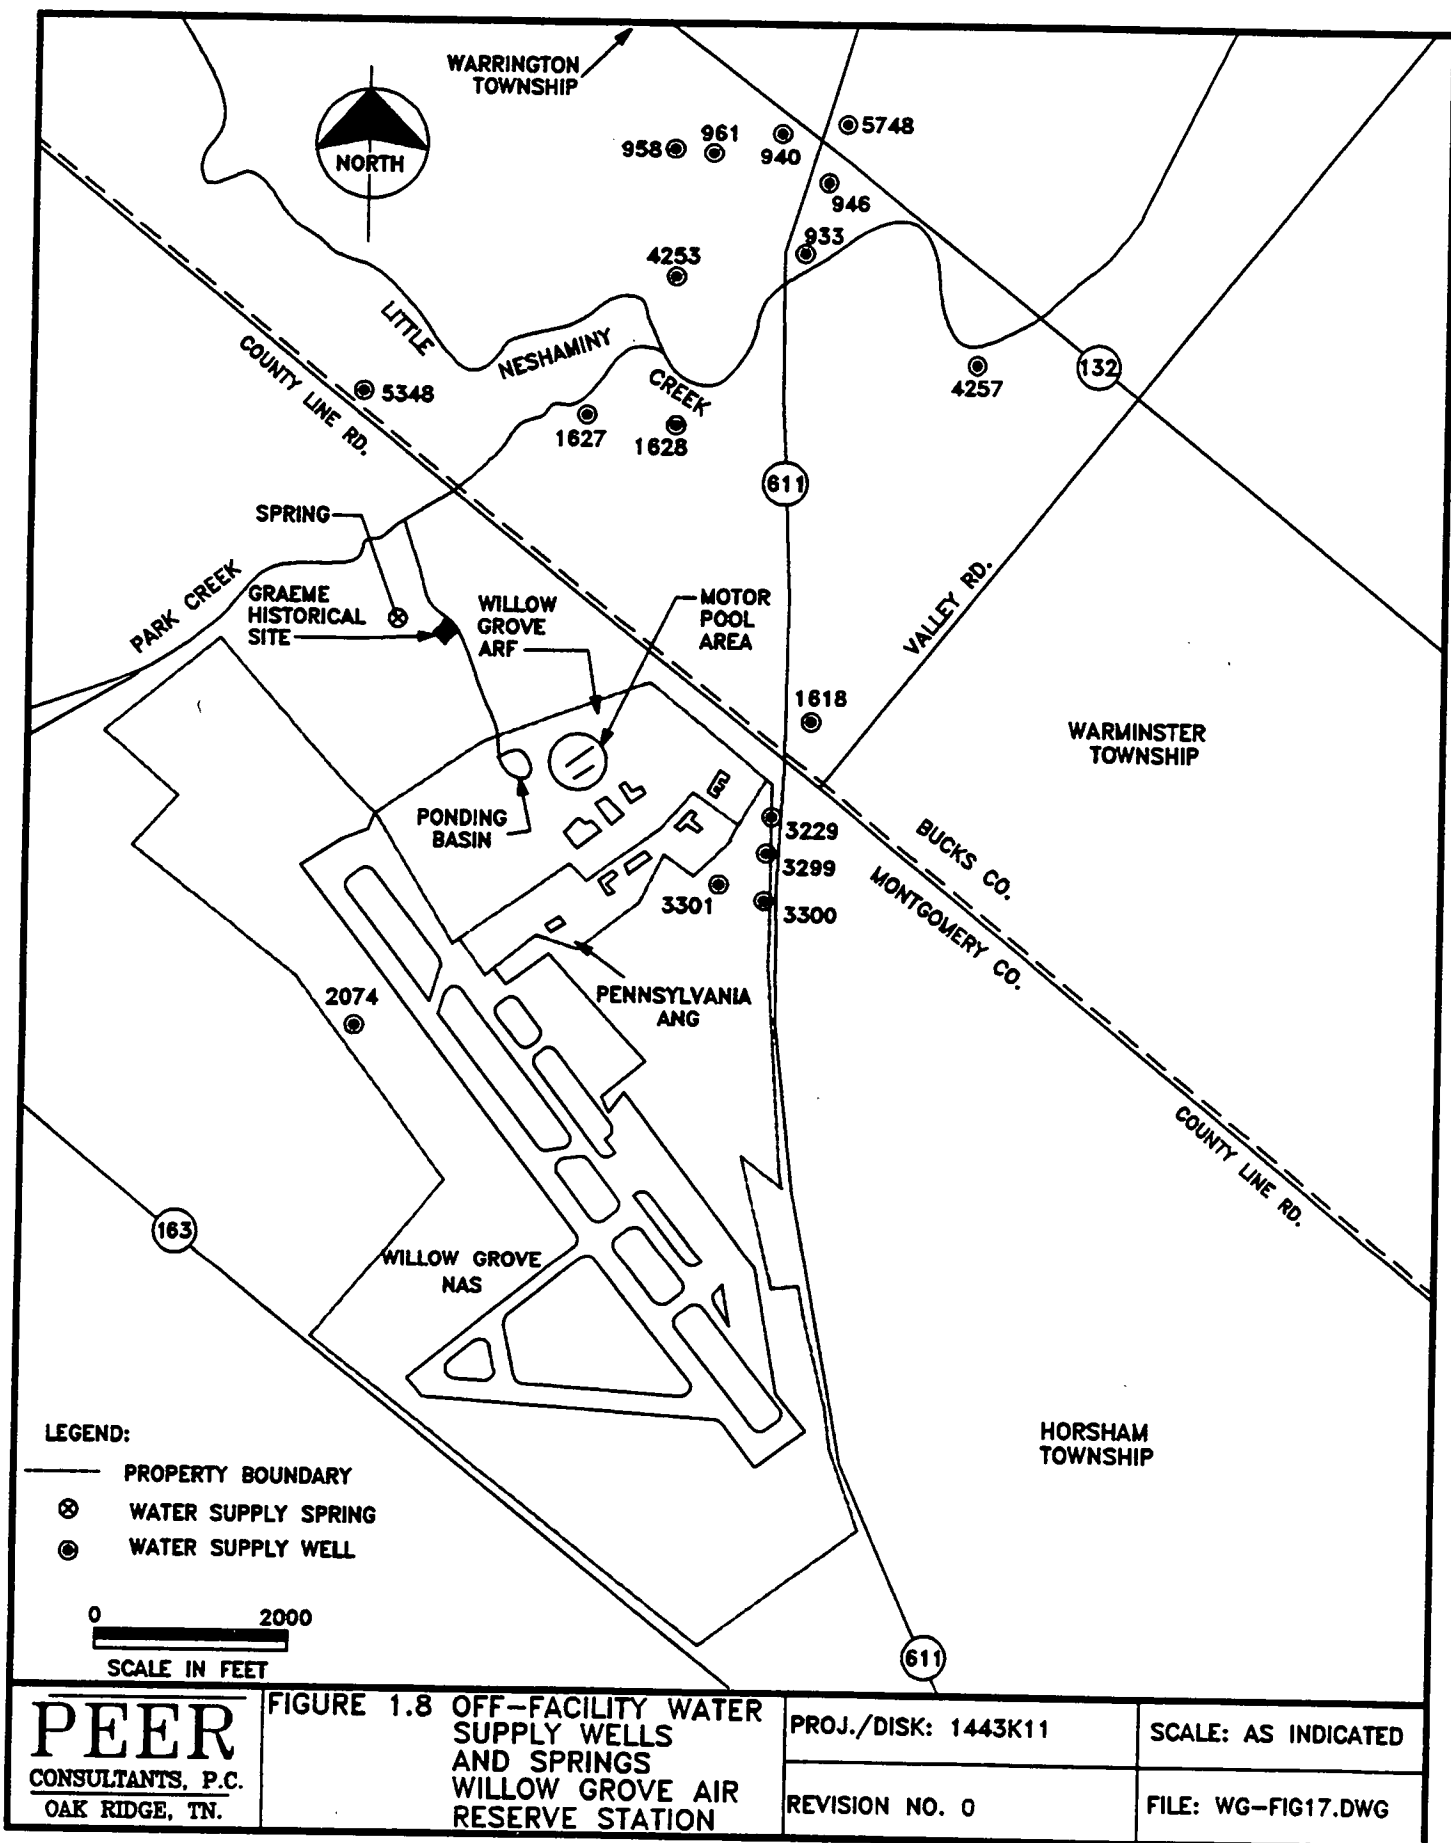 WARRINGTON
TOWNSHIP
NORTH
958
961
940
5748
946
933
4253
LITTLE
NESHAMINY
CREEK
COUNTY LINE RD.
5348
1627
1628
4257
132
611
SPRING
PARK CREEK
GRAEME
HISTORICAL
SITE
WILLOW
GROVE
ARF
MOTOR
POOL
AREA
VALLEY RD.
1618
WARMINSTER
TOWNSHIP
PONDING
BASIN
3229
3299
3301
3300
BUCKS CO.
MONTGOMERY CO.
2074
PENNSYLVANIA
ANG
COUNTY LINE RD.
163
WILLOW GROVE
NAS
HORSHAM
TOWNSHIP
LEGEND:
PROPERTY BOUNDARY
WATER SUPPLY SPRING
WATER SUPPLY WELL
0 2000
SCALE IN FEET
611
PEER
CONSULTANTS, P.C.
OAK RIDGE, TN.
FIGURE 1.8 OFF-FACILITY WATER
SUPPLY WELLS
AND SPRINGS
WILLOW GROVE AIR
RESERVE STATION
PROJ./DISK: 1443K11
SCALE: AS INDICATED
REVISION NO. 0
FILE: WG-FIG17.DWG